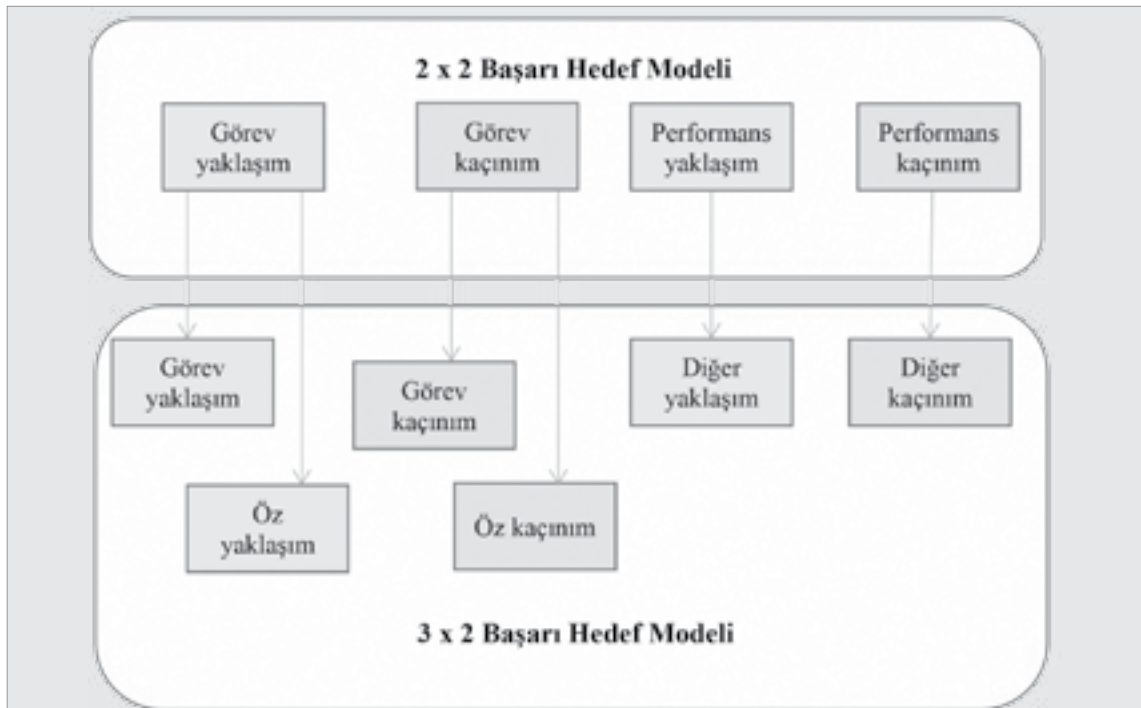 2 x 2 Başarı Hedef Modeli
Görev
yaklaşım
Görev
kaçınım
Performans
yaklaşım
Performans
kaçınım
Görev
yaklaşım
Görev
kaçınım
Diğer
yaklaşım
Diğer
kaçınım
Öz
yaklaşım
Öz kaçınım
3 x 2 Başarı Hedef Modeli